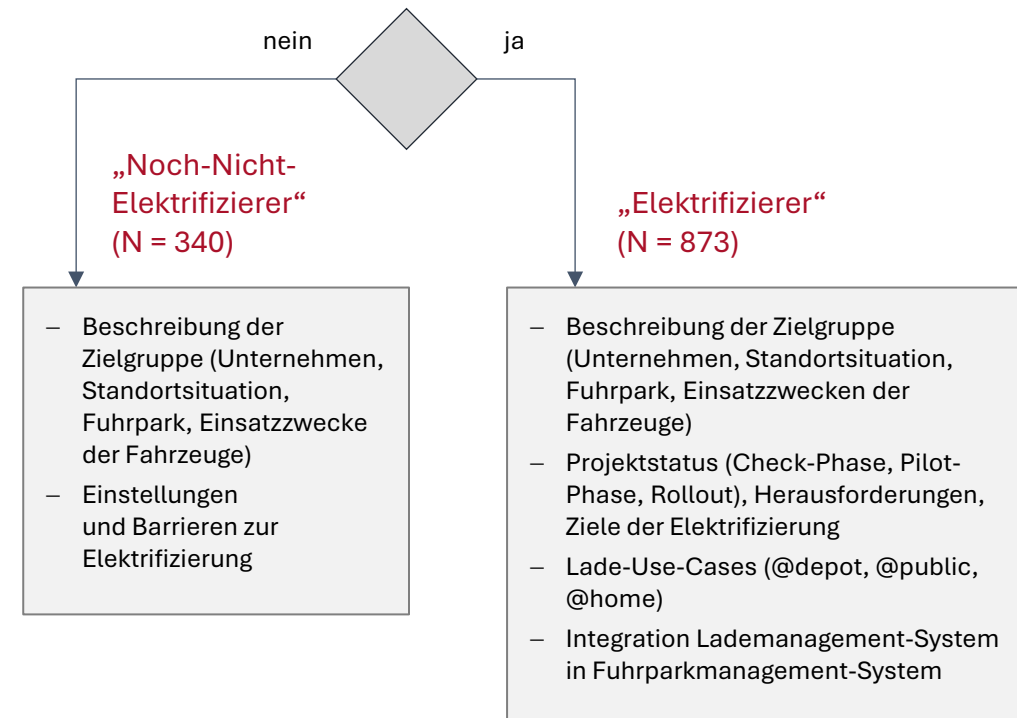 nein
ja
„Noch-Nicht-
Elektrifizierer“
(N = 340)
„Elektrifizierer“
(N = 873)
– Beschreibung der
Zielgruppe (Unternehmen,
Standortsituation,
Fuhrpark, Einsatzzwecke
der Fahrzeuge)
– Einstellungen
und Barrieren zur
Elektrifizierung
– Beschreibung der Zielgruppe
(Unternehmen, Standortsituation,
Fuhrpark, Einsatzzwecken der
Fahrzeuge)
– Projektstatus (Check-Phase, Pilot-
Phase, Rollout), Herausforderungen,
Ziele der Elektrifizierung
– Lade-Use-Cases (@depot, @public,
@home)
– Integration Lademanagement-System
in Fuhrparkmanagement-System